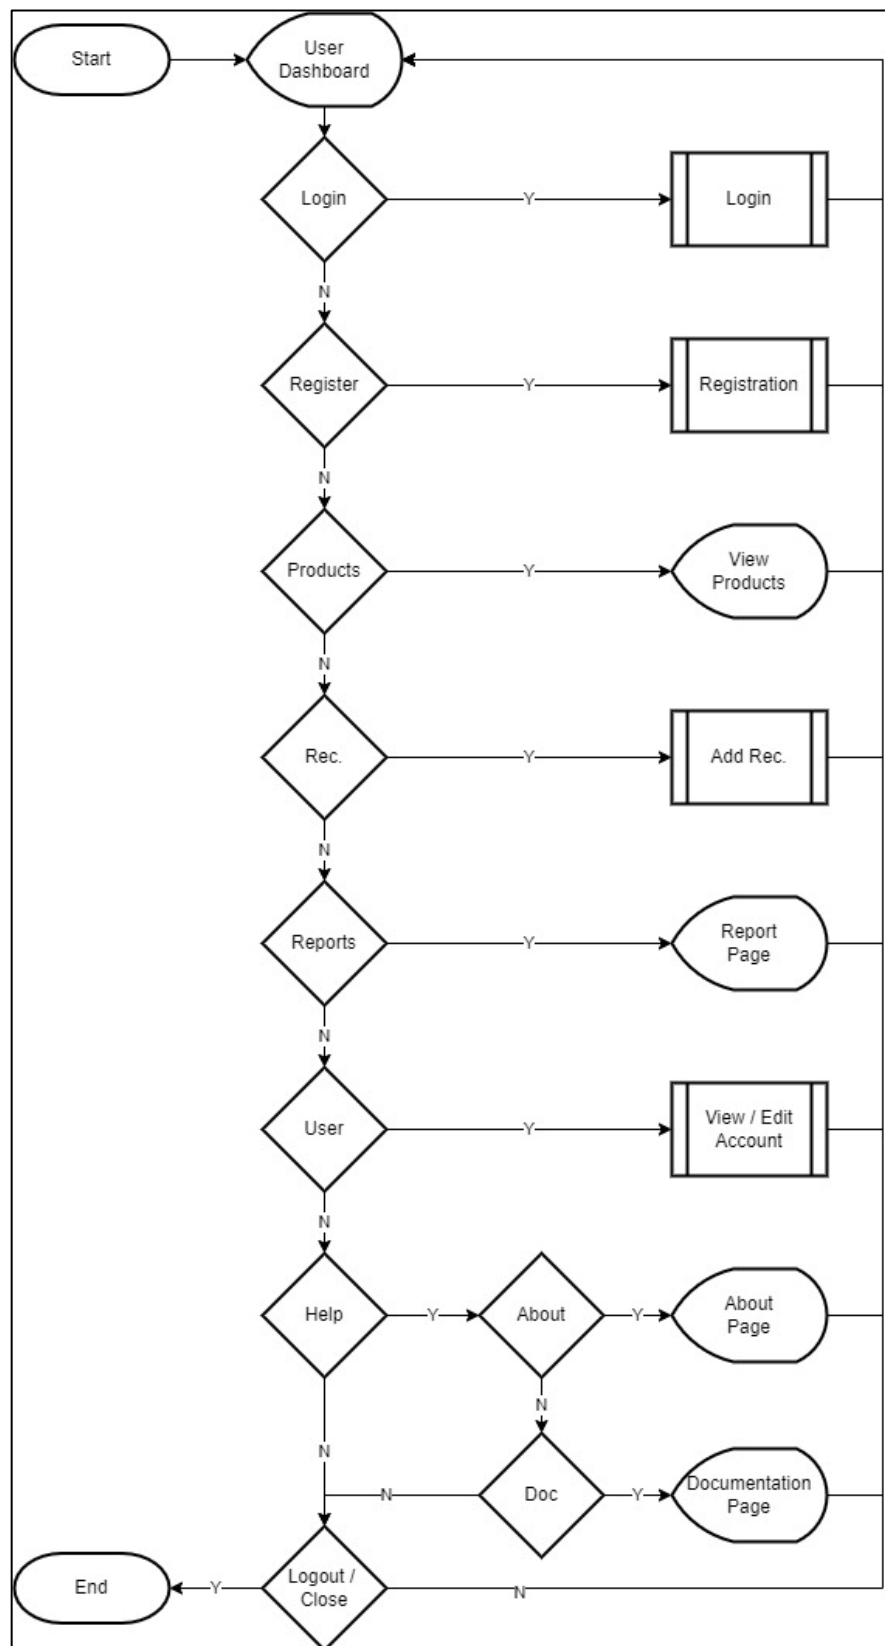 Start
User
Dashboard
Login
Y
Login
N
Register
Y
Registration
N
Products
Y
View
Products
N
Rec.
Y
Add Rec.
N
Reports
Y
Report
Page
N
User
Y
View / Edit
Account
N
Help
Y
About
Y
About
Page
N
N
N
Doc
Y
Documentation
Page
End
Y
Logout /
Close
N